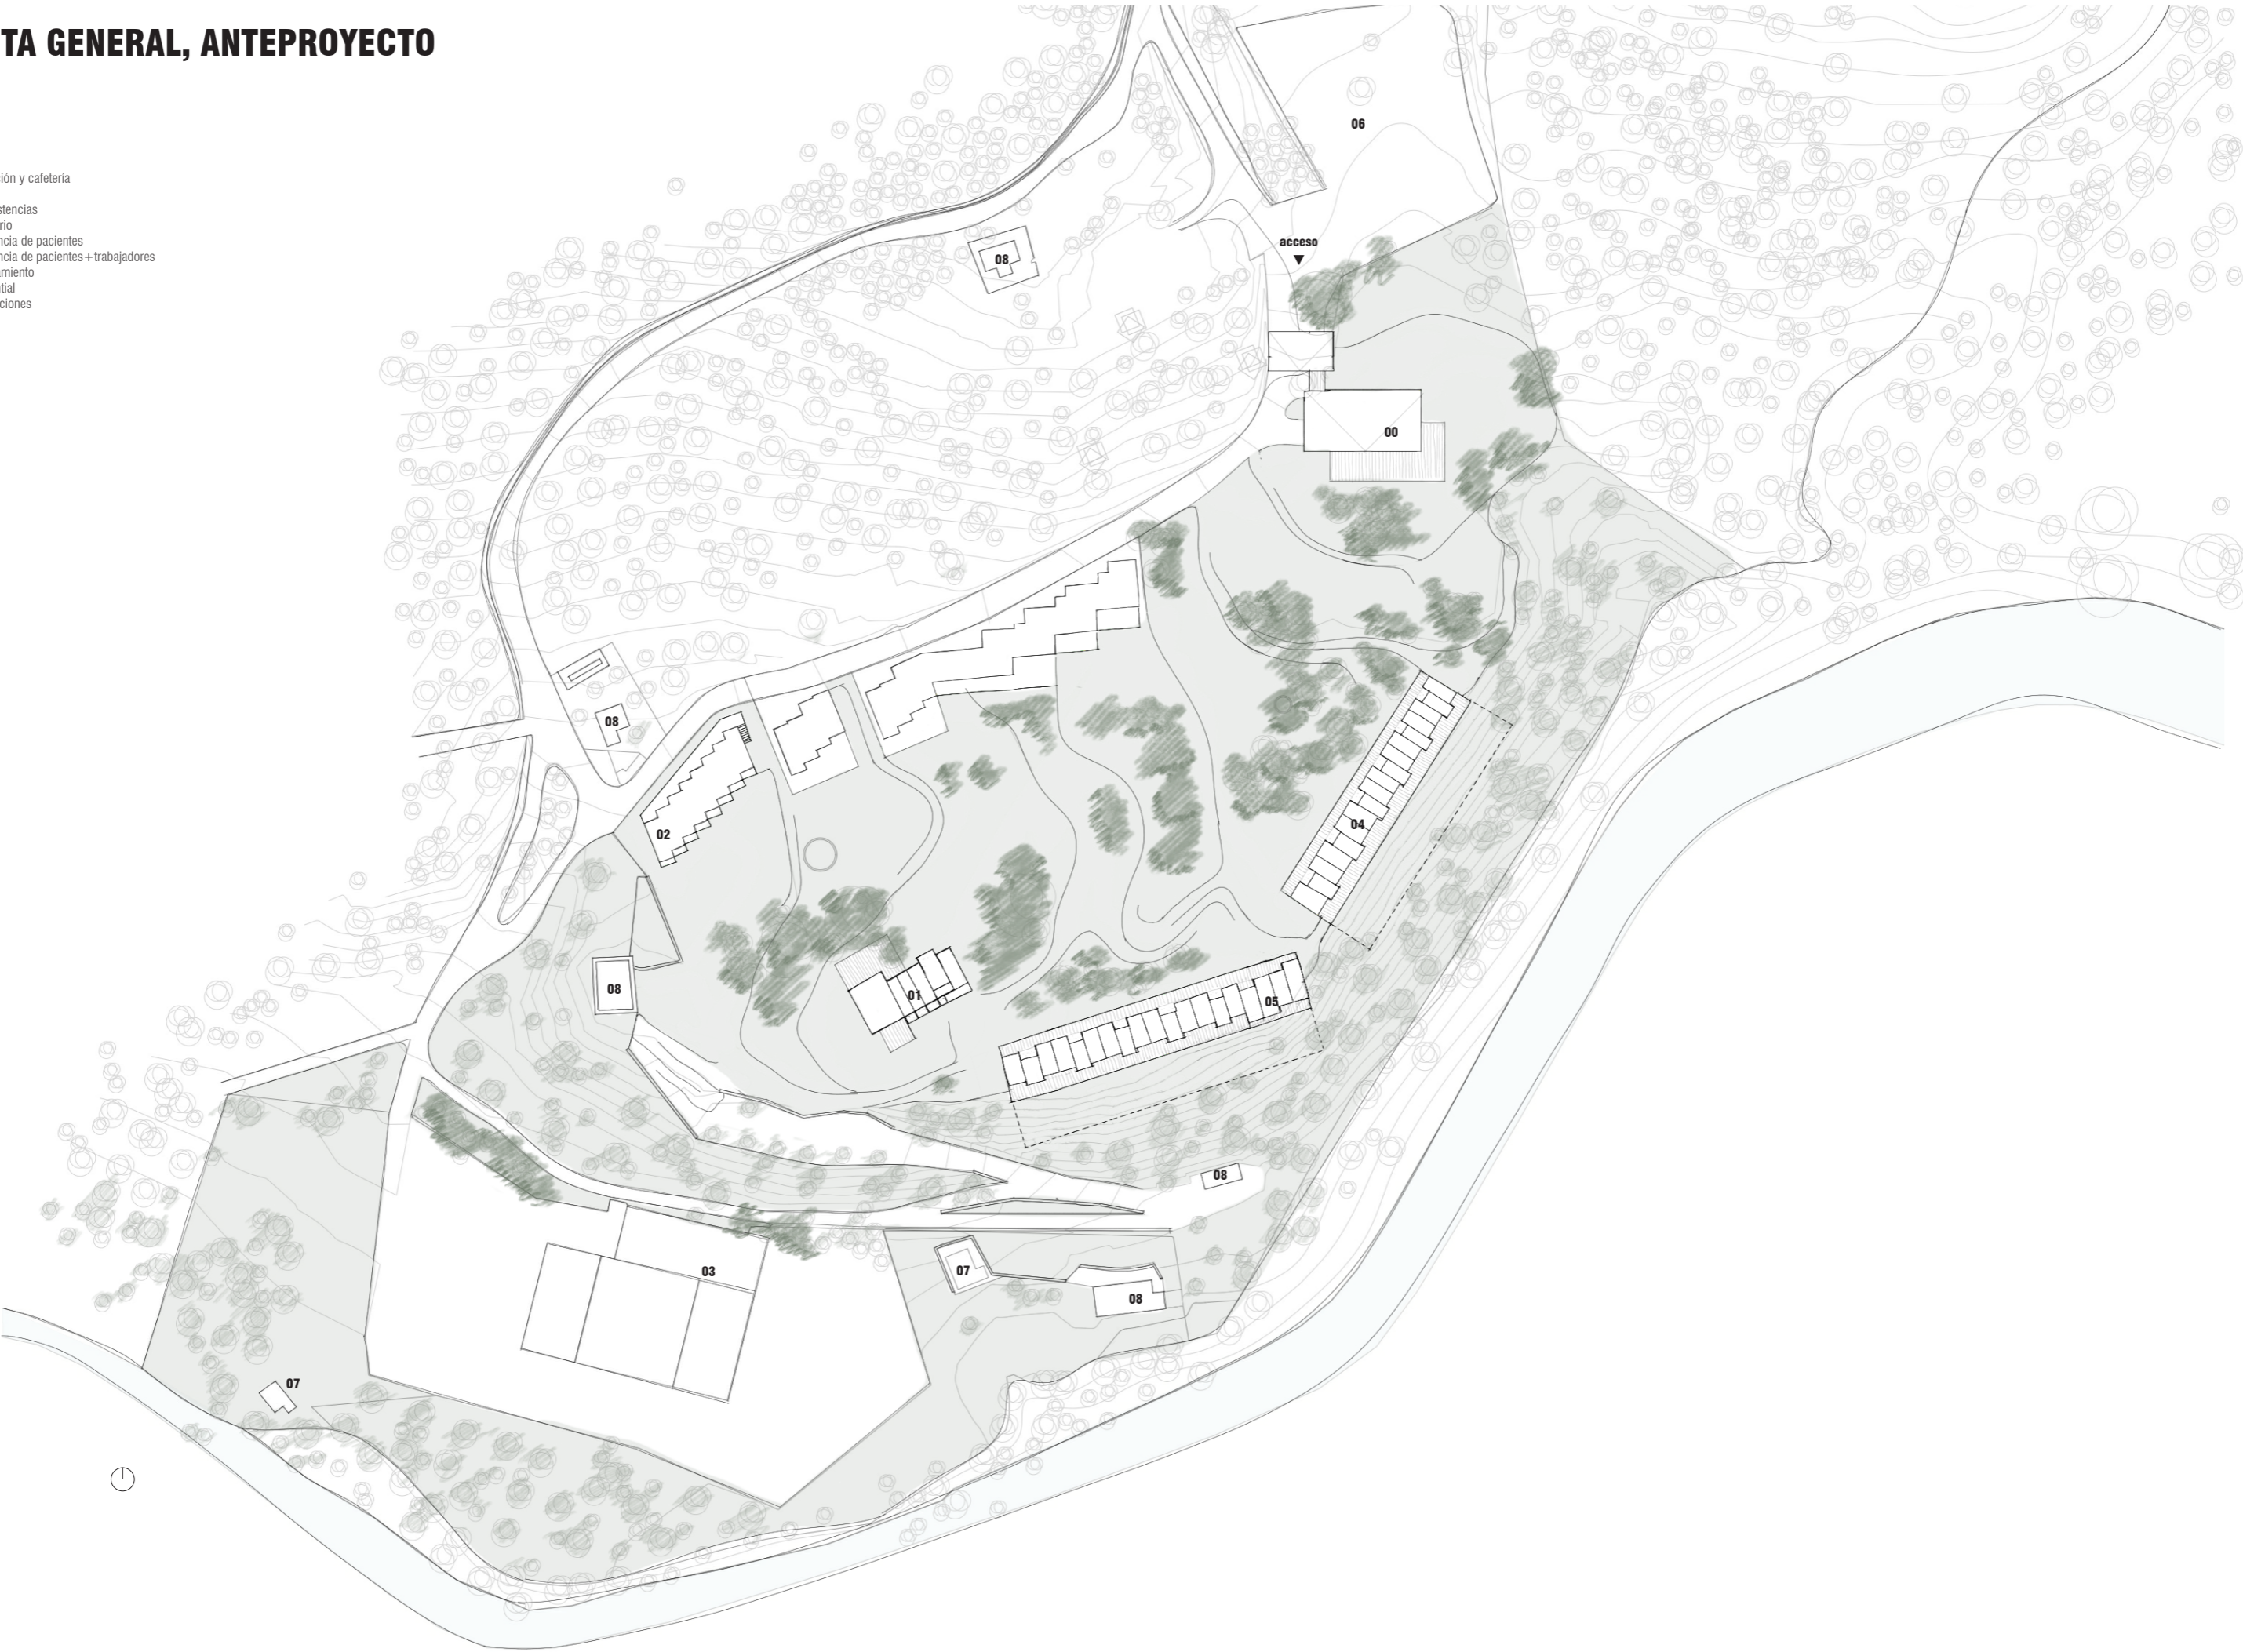 TA GENERAL, ANTEPROYECTO
ión y cafetería
stencias
rio
ncia de pacientes
ncia de pacientes+trabajadores
amiento
tial
ciones
06
acceso
08
00
08
02
04
08
01
05
08
03
07
08
07